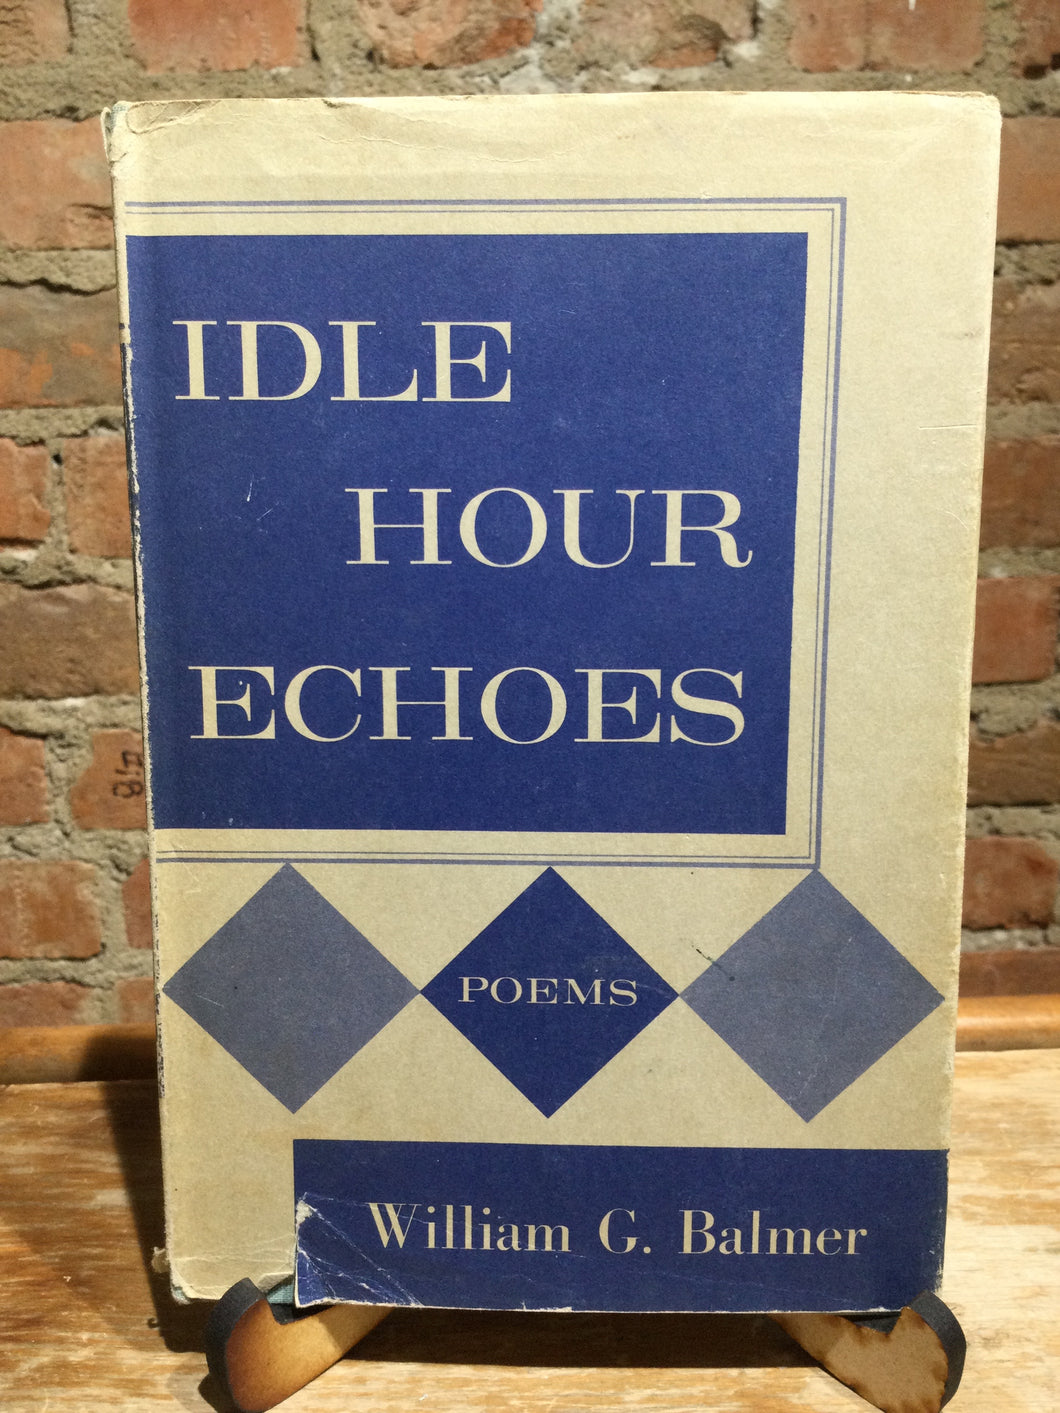 IDLE
HOUR
ECHOES
POEMS
William G. Balmer